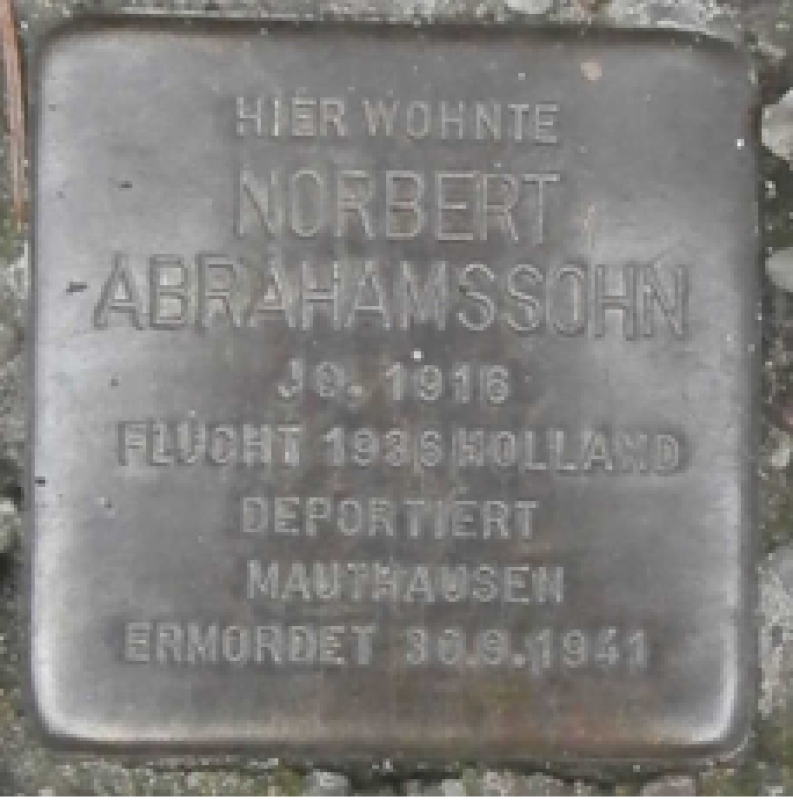 HIER WOHNTE
NORBERT
ABRAHAMSSOHN
JG. 1916
FLUCHT 1936 HOLLAND
DEPORTIERT
MAUTHAUSEN
ERMORDET 30.9.1941